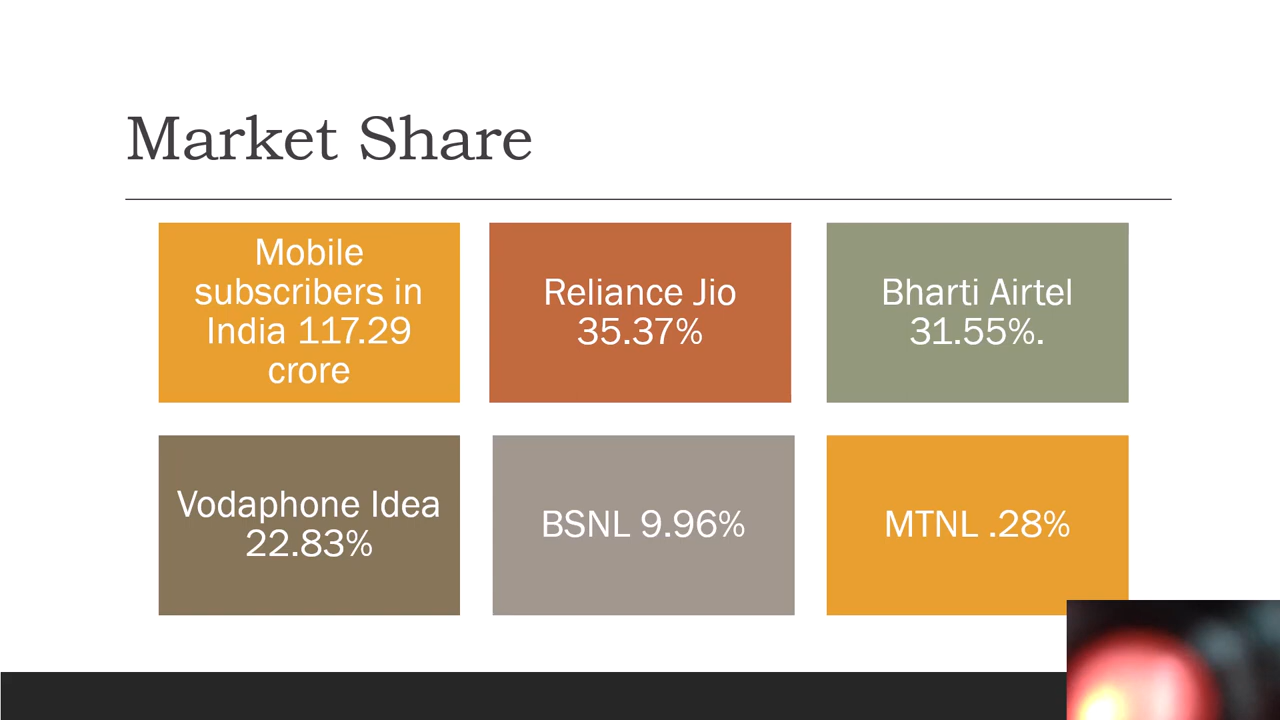 Market Share
Mobile
subscribers in
India 117.29
crore
Reliance Jio
35.37%
Bharti Airtel
31.55%.
Vodaphone Idea
22.83%
BSNL 9.96%
MTNL .28%